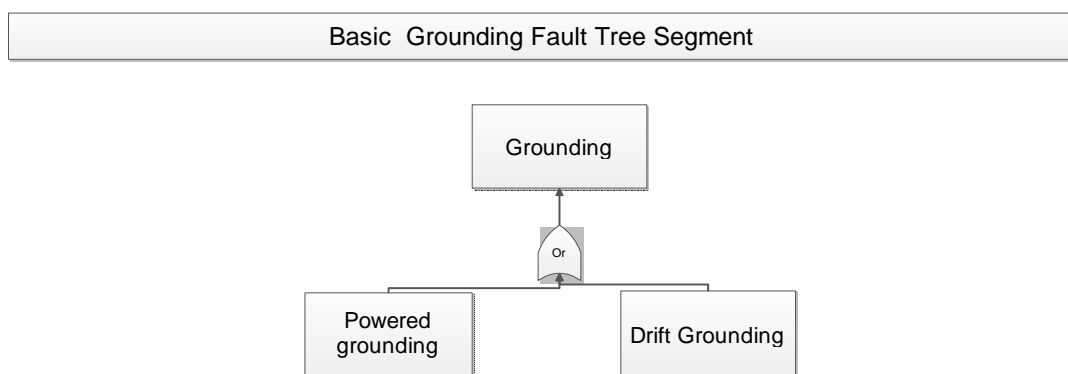 Basic  Grounding Fault Tree Segment
Grounding
Or
Powered
grounding
Drift Grounding